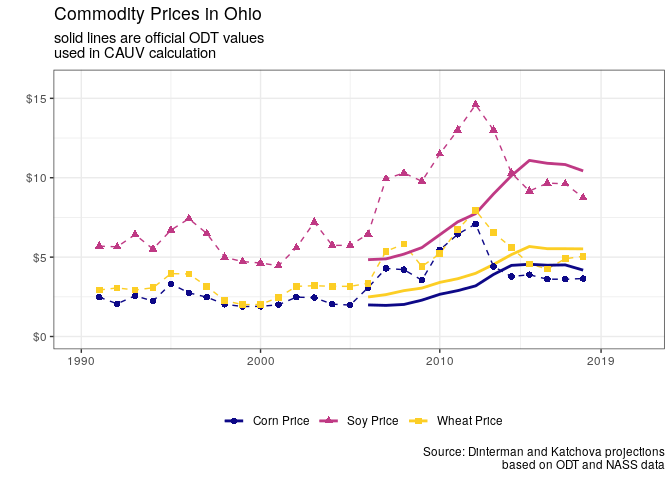 Commodity Prices in Ohio
solid lines are official ODT values
used in CAUV calculation
$15
$10
$5
$0
1990 2000 2010 2019
Corn Price Soy Price Wheat Price
Source: Dinterman and Katchova projections
based on ODT and NASS data